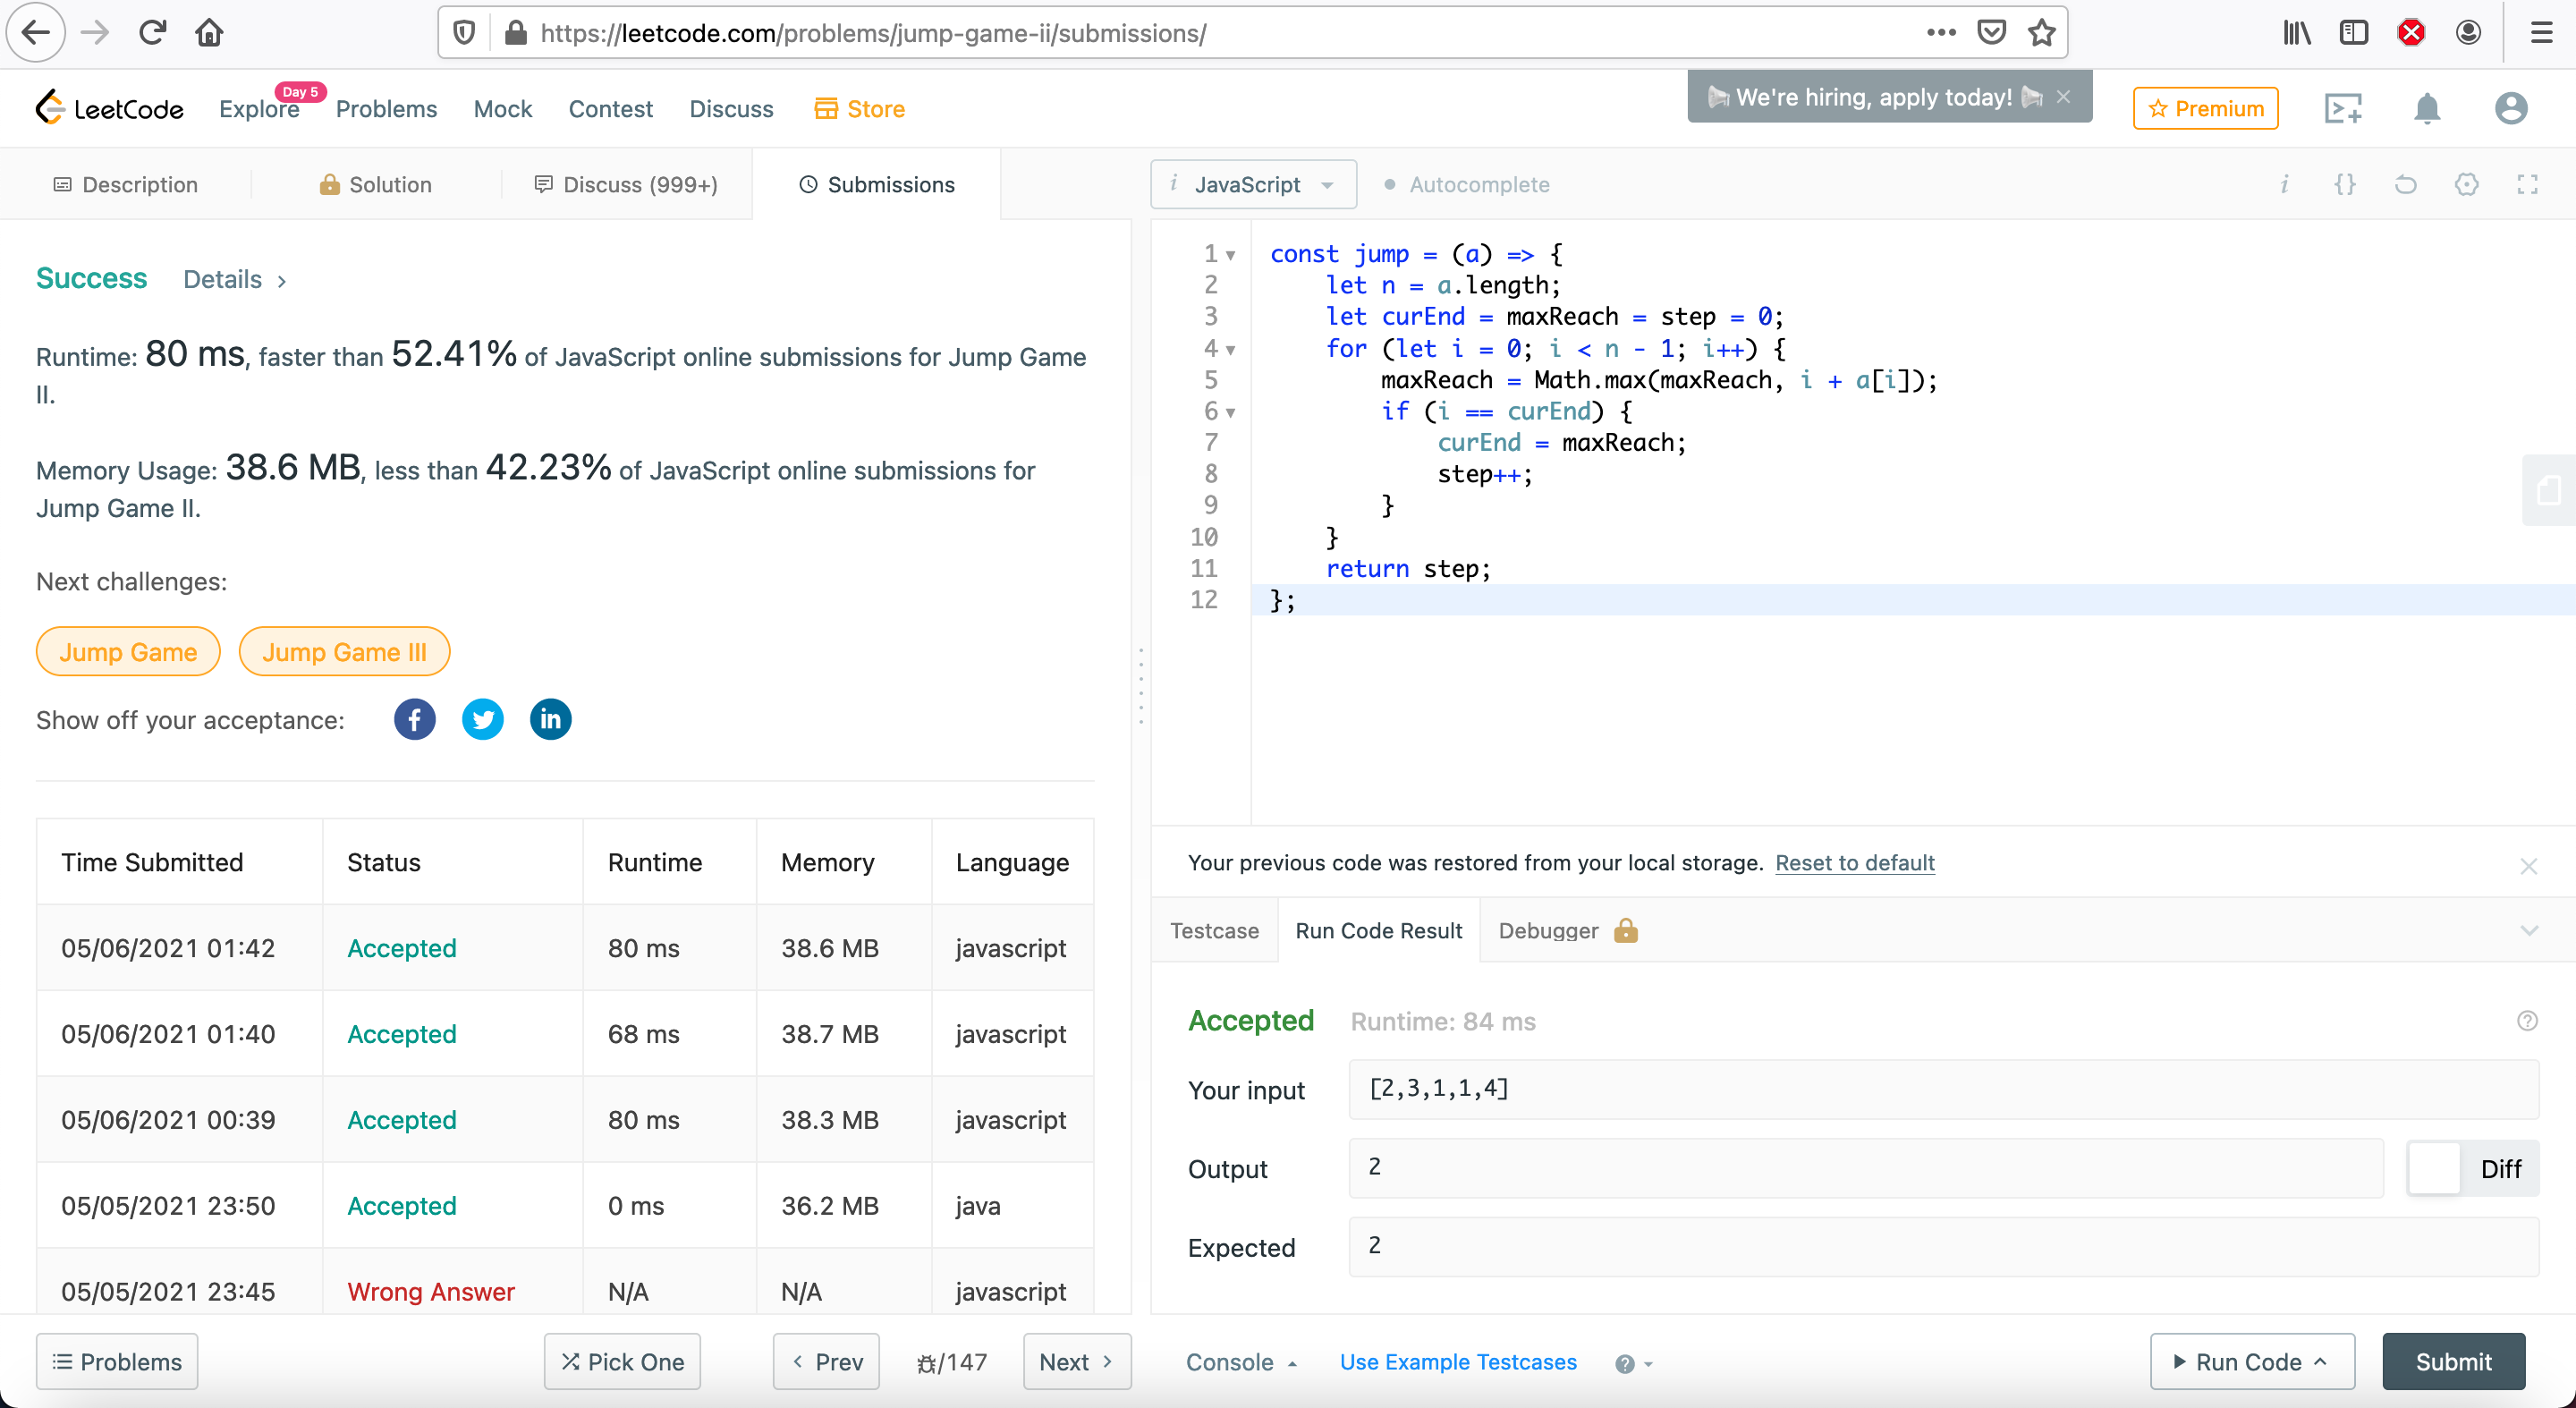 https://leetcode.com/problems/jump-game-ii/submissions/
LeetCode
Explore
Day 5
Problems
Mock
Contest
Discuss
Store
We're hiring, apply today!
Premium
Description
Solution
Discuss (999+)
Submissions
Success Details >
Runtime: 80 ms, faster than 52.41% of JavaScript online submissions for Jump Game
II.
Memory Usage: 38.6 MB, less than 42.23% of JavaScript online submissions for
Jump Game II.
Next challenges:
Jump Game
Jump Game III
Show off your acceptance:
Time Submitted Status Runtime Memory Language
05/06/2021 01:42 Accepted 80 ms 38.6 MB javascript
05/06/2021 01:40 Accepted 68 ms 38.7 MB javascript
05/06/2021 00:39 Accepted 80 ms 38.3 MB javascript
05/05/2021 23:50 Accepted 0 ms 36.2 MB java
05/05/2021 23:45 Wrong Answer N/A N/A javascript
Problems
Pick One
Prev
/147
Next
i JavaScript
Autocomplete
i {}
1 const jump = (a) => {
2 let n = a.length;
3 let curEnd = maxReach = step = 0;
4 for (let i = 0; i < n - 1; i++) {
5 maxReach = Math.max(maxReach, i + a[i]);
6 if (i == curEnd) {
7 curEnd = maxReach;
8 step++;
9 }
10 }
11 return step;
12 };
Your previous code was restored from your local storage. Reset to default
Testcase
Run Code Result
Debugger
Accepted Runtime: 84 ms
Your input [2,3,1,1,4]
Output 2
Diff
Expected 2
Console
Use Example Testcases
Run Code
Submit